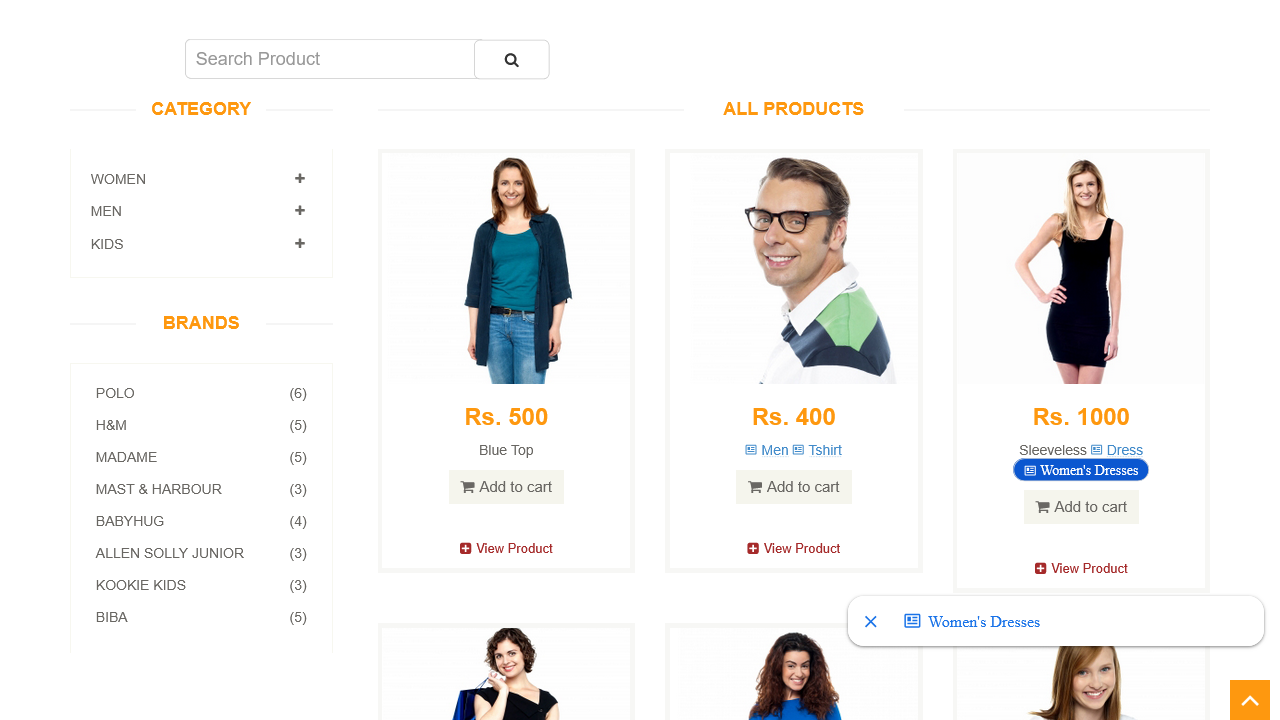 Search Product
CATEGORY
WOMEN
MEN
KIDS
BRANDS
POLO (6)
H&M (5)
MADAME (5)
MAST & HARBOUR (3)
BABYHUG (4)
ALLEN SOLLY JUNIOR (3)
KOOKIE KIDS (3)
BIBA (5)
ALL PRODUCTS
Rs. 500
Blue Top
Add to cart
View Product
Rs. 400
Men Tshirt
Add to cart
View Product
Rs. 1000
Sleeveless Dress
Women's Dresses
Add to cart
View Product
Women's Dresses